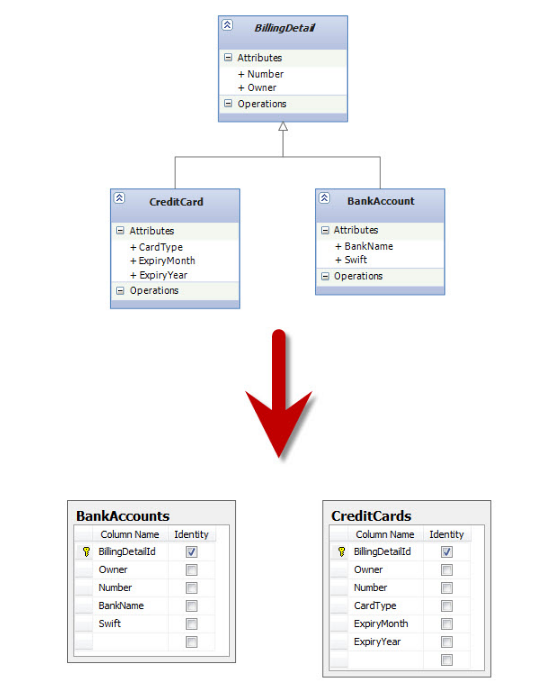 BillingDetail
Attributes
+ Number
+ Owner
Operations
CreditCard
Attributes
+ CardType
+ ExpiryMonth
+ ExpiryYear
Operations
BankAccount
Attributes
+ BankName
+ Swift
Operations
BankAccounts
Column Name Identity
BillingDetailId
Owner
Number
BankName
Swift
CreditCards
Column Name Identity
BillingDetailId
Owner
Number
CardType
ExpiryMonth
ExpiryYear